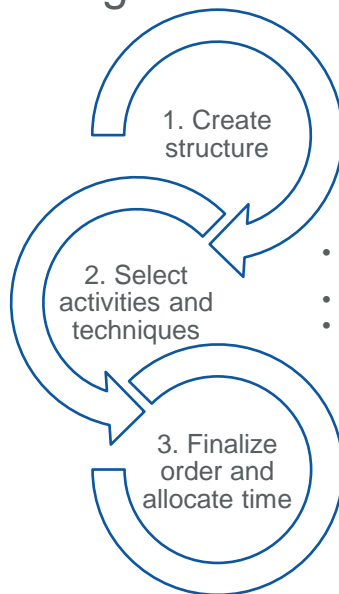 1. Create
structure
•
2. Select
activities and
•
techniques
•
3. Finalize
order and
allocate time